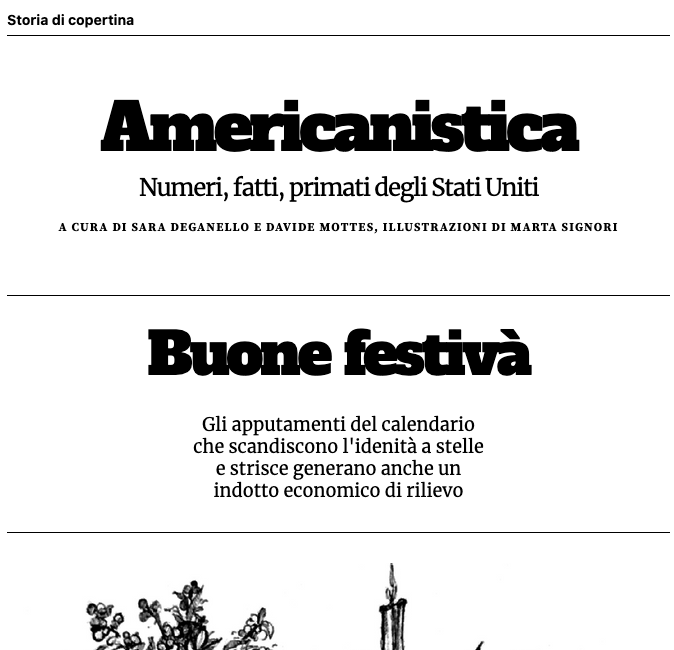 Storia di copertina
Americanistica
Numeri, fatti, primati degli Stati Uniti
A CURA DI SARA DEGANELLO E DAVIDE MOTTES, ILLUSTRAZIONI DI MARTA SIGNORI
Buone festivà
Gli apputamenti del calendario
che scandiscono l'idenità a stelle
e strisce generano anche un
indotto economico di rilievo